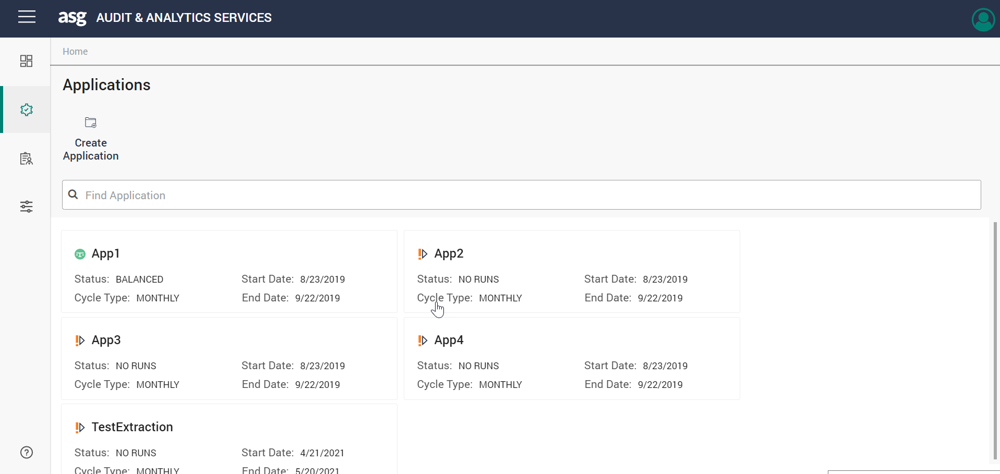 asg AUDIT & ANALYTICS SERVICES
Home
Applications
Create
Application
Find Application
App1
Status: BALANCED Start Date: 8/23/2019
Cycle Type: MONTHLY End Date: 9/22/2019
App2
Status: NO RUNS Start Date: 8/23/2019
Cycle Type: MONTHLY End Date: 9/22/2019
App3
Status: NO RUNS Start Date: 8/23/2019
Cycle Type: MONTHLY End Date: 9/22/2019
App4
Status: NO RUNS Start Date: 8/23/2019
Cycle Type: MONTHLY End Date: 9/22/2019
TestExtraction
Status: NO RUNS Start Date: 4/21/2021
Cycle Type: MONTHLY End Date: 5/20/2021